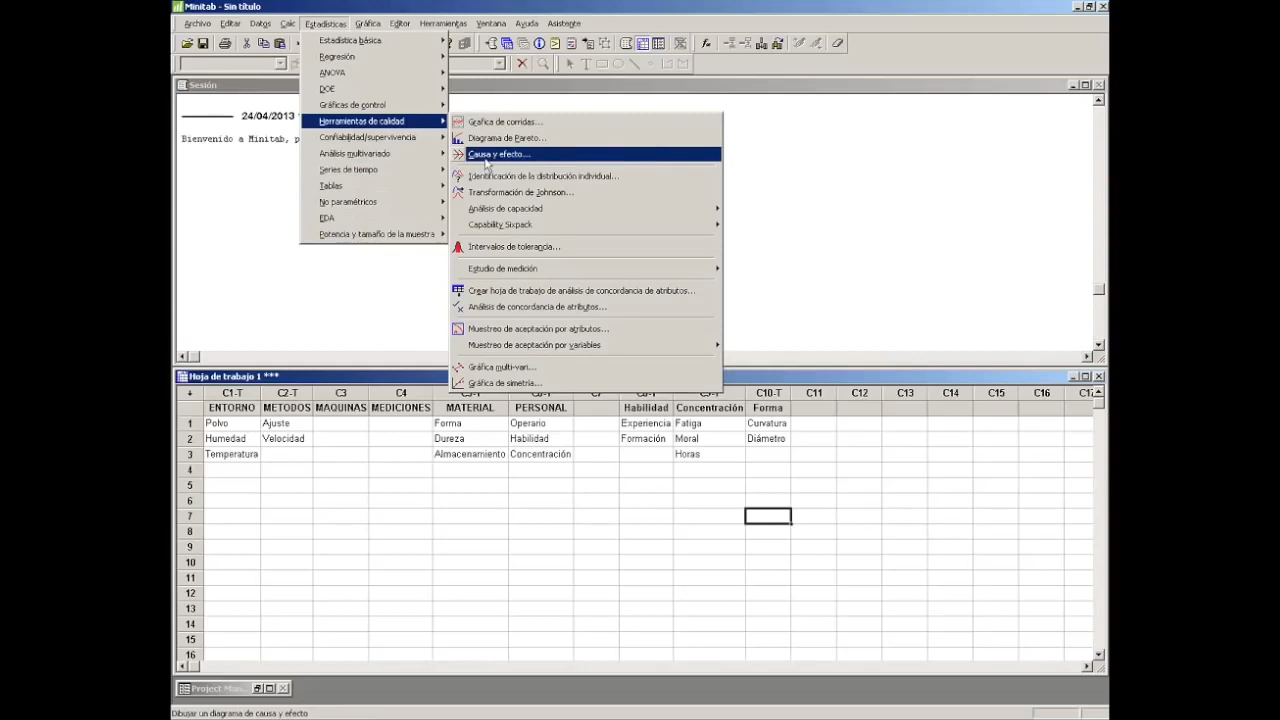 Minitab - Sin título
Archivo Editar Datos Calc Estadísticas Gráfica Editor Herramientas Ventana Ayuda Asistente
Sesión
24/04/2013
Bienvenido a Minitab, p
Estadística básica
Regresión
ANOVA
DOE
Gráficas de control
Herramientas de calidad
Confiabilidad/supervivencia
Análisis multivariado
Series de tiempo
Tablas
No paramétricos
EDA
Potencia y tamaño de la muestra
Gráfica de corridas...
Diagrama de Pareto...
Causa y efecto...
Identificación de la distribución individual...
Transformación de Johnson...
Análisis de capacidad
Capability Sixpack
Intervalos de tolerancia...
Estudio de medición
Crear hoja de trabajo de análisis de concordancia de atributos...
Análisis de concordancia de atributos...
Muestreo de aceptación por atributos...
Muestreo de aceptación por variables
Gráfica multi-vari...
Gráfica de simetría...
Hoja de trabajo 1 ***
C1-T C2-T C3 C4 C10-T C11 C12 C13 C14 C15 C16
ENTORNO METODOS MAQUINAS MEDICIONES MATERIAL PERSONAL Habilidad Concentración Forma
1 Polvo Ajuste Forma Operario Experiencia Fatiga Curvatura
2 Humedad Velocidad Dureza Habilidad Formación Moral Diámetro
3 Temperatura Almacenamiento Concentración Horas
4
5
6
7
8
9
10
11
12
13
14
15
16
Project Man...
Dibujar un diagrama de causa y efecto